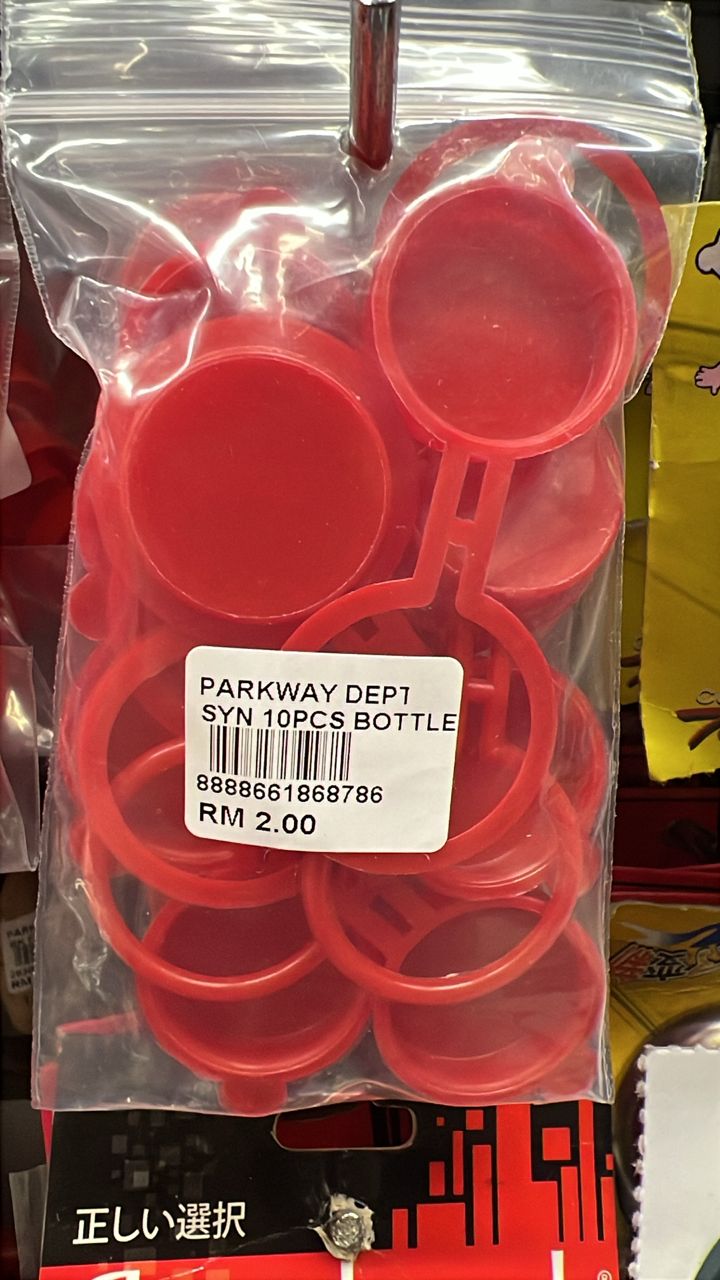 PARKWAY DEPT
SYN 10PCS BOTTLE
8888661868786
RM 2.00
正しい選択
®